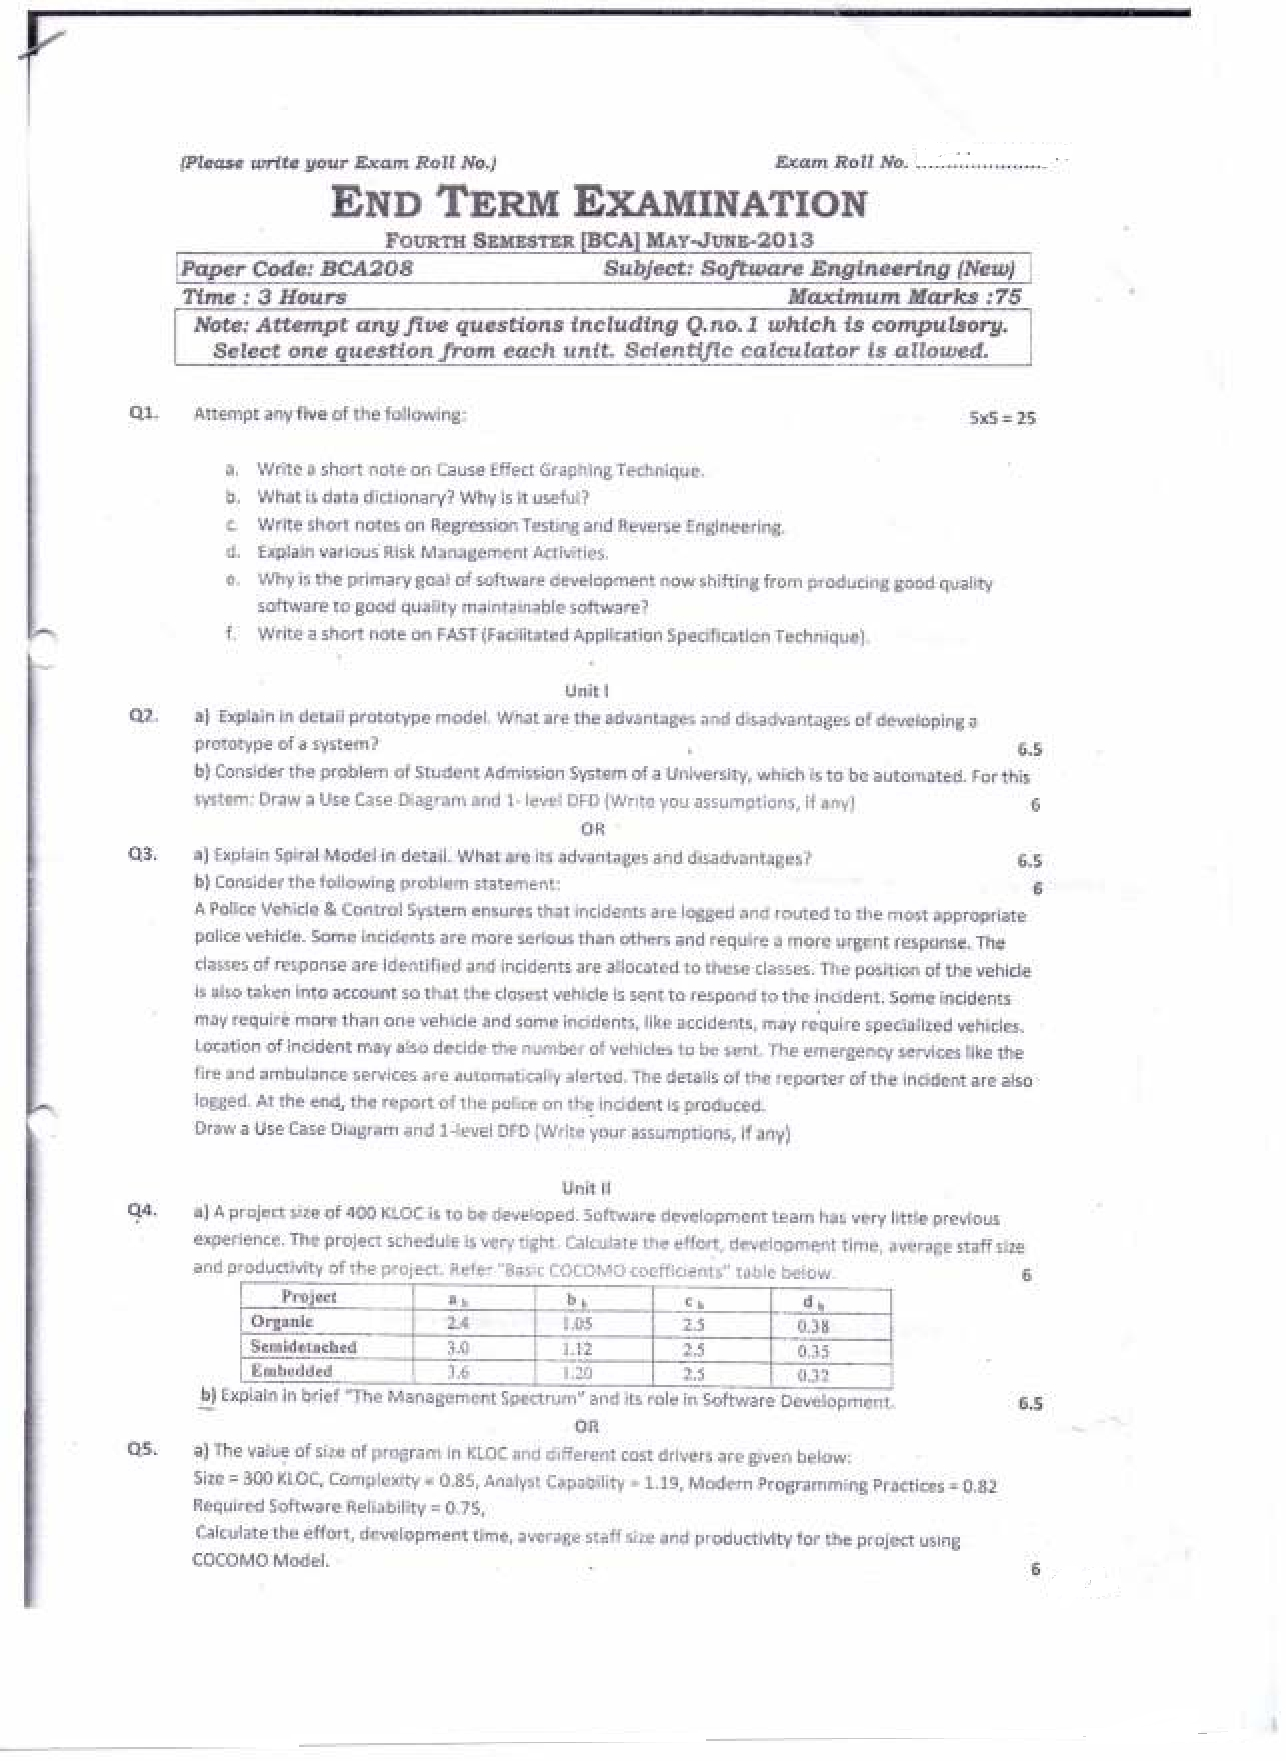 (Please write your Exam Roll No.) Exam Roll No. ........................
END TERM EXAMINATION
FOURTH SEMESTER [BCA] MAY-JUNE-2013
Paper Code: BCA208 Subject: Software Engineering (New)
Time : 3 Hours Maximum Marks :75
Note: Attempt any five questions including Q.no.1 which is compulsory.
Select one question from each unit. Scientific calculator is allowed.
Q1. Attempt any five of the following: 5x5 = 25
a. Write a short note on Cause Effect Graphing Technique.
b. What is data dictionary? Why is it useful?
c. Write short notes on Regression Testing and Reverse Engineering.
d. Explain various Risk Management Activities.
e. Why is the primary goal of software development now shifting from producing good quality
software to good quality maintainable software?
f. Write a short note on FAST (Facilitated Application Specification Technique).
Unit I
Q2. a) Explain in detail prototype model. What are the advantages and disadvantages of developing a
prototype of a system? 6.5
b) Consider the problem of Student Admission System of a University, which is to be automated. For this
system: Draw a Use Case Diagram and 1- level DFD (Write you assumptions, if any) 6
OR
Q3. a) Explain Spiral Model in detail. What are its advantages and disadvantages? 6.5
b) Consider the following problem statement: 6
A Police Vehicle & Control System ensures that incidents are logged and routed to the most appropriate
police vehicle. Some incidents are more serious than others and require a more urgent response. The
classes of response are identified and incidents are allocated to these classes. The position of the vehicle
is also taken into account so that the closest vehicle is sent to respond to the incident. Some incidents
may require more than one vehicle and some incidents, like accidents, may require specialized vehicles.
Location of incident may also decide the number of vehicles to be sent. The emergency services like the
fire and ambulance services are automatically alerted. The details of the reporter of the incident are also
logged. At the end, the report of the police on the incident is produced.
Draw a Use Case Diagram and 1-level DFD (Write your assumptions, if any)
Unit II
Q4. a) A project size of 400 KLOC is to be developed. Software development team has very little previous
experience. The project schedule is very tight. Calculate the effort, development time, average staff size
and productivity of the project. Refer "Basic COCOMO coefficients" table below. 6
Project a b b b c b d b
Organic 2.4 1.05 2.5 0.38
Semidetached 3.0 1.12 2.5 0.35
Embedded 3.6 1.20 2.5 0.32
b) Explain in brief "The Management Spectrum" and its role in Software Development. 6.5
OR
Q5. a) The value of size of program in KLOC and different cost drivers are given below:
Size = 300 KLOC, Complexity = 0.85, Analyst Capability = 1.19, Modern Programming Practices = 0.82
Required Software Reliability = 0.75,
Calculate the effort, development time, average staff size and productivity for the project using
COCOMO Model. 6